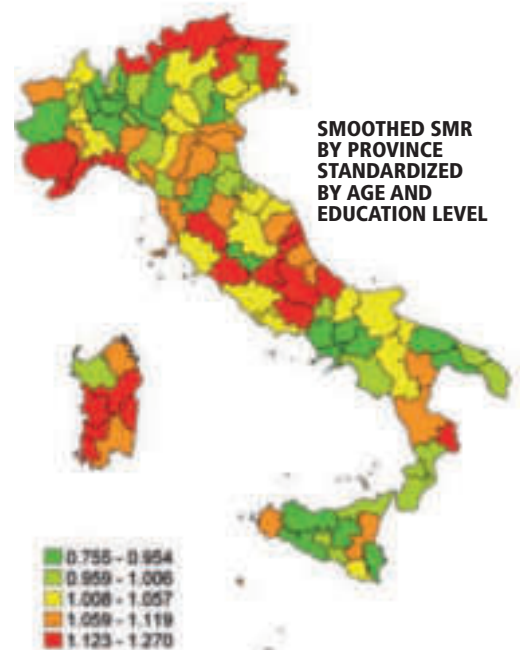 SMOOTHED SMR
BY PROVINCE
STANDARDIZED
BY AGE AND
EDUCATION LEVEL
0.755 - 0.954
0.959 - 1.006
1.008 - 1.057
1.059 - 1.119
1.123 - 1.270